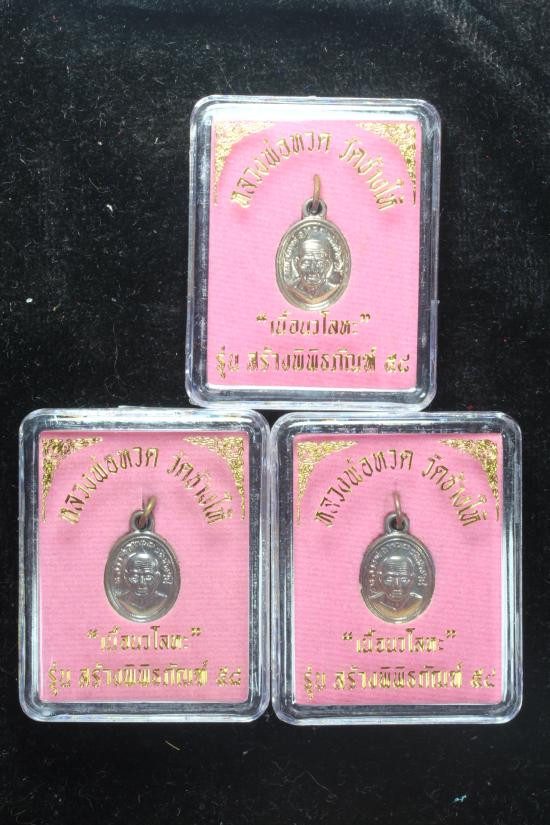 หลวงพ่อทวด วัดช้างให้
"เนื้อนวโลหะ"
รุ่น สร้างพิพิธภัณฑ์ ๕๘
หลวงพ่อทวด วัดช้างให้
"เนื้อนวโลหะ"
รุ่น สร้างพิพิธภัณฑ์ ๕๘
หลวงพ่อทวด วัดช้างให้
"เนื้อนวโลหะ"
รุ่น สร้างพิพิธภัณฑ์ ๕๘